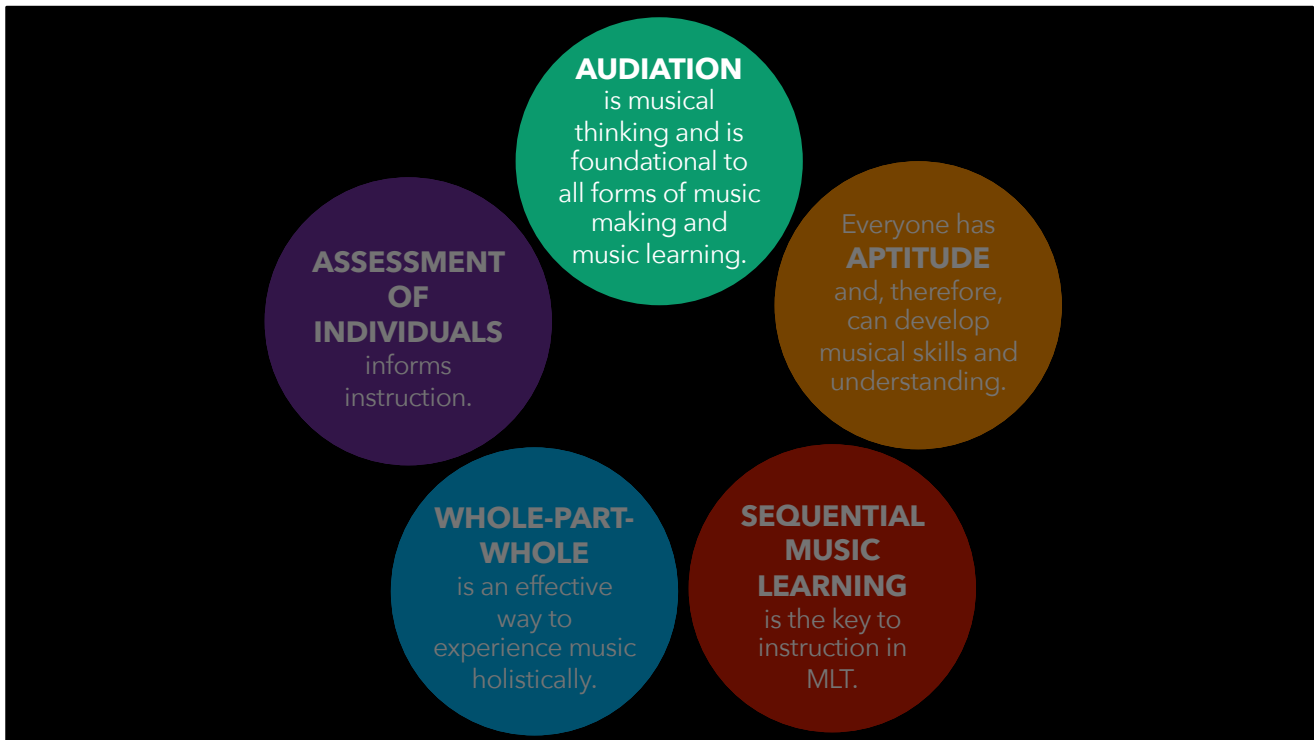 AUDIATION
is musical
thinking and is
foundational to
all forms of music
making and
music learning.
Everyone has
APTITUDE
and, therefore,
can develop
musical skills and
understanding.
SEQUENTIAL
MUSIC
LEARNING
is the key to
instruction in
MLT.
WHOLE-PART-
WHOLE
is an effective
way to
experience music
holistically.
ASSESSMENT
OF
INDIVIDUALS
informs
instruction.